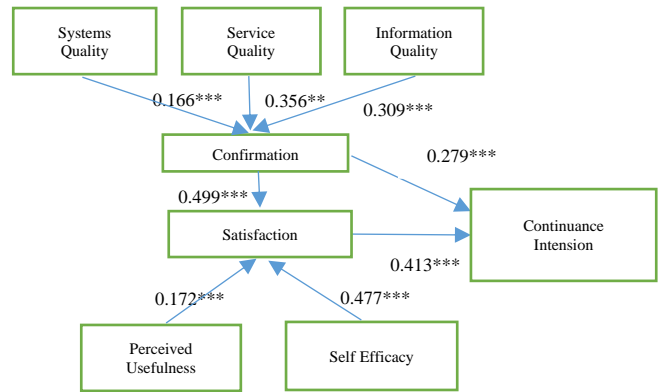 Systems
Quality
Service
Quality
Information
Quality
0.166***
0.356**
0.309***
Confirmation
0.279***
0.499***
Satisfaction
Continuance
Intension
0.413***
0.172***
0.477***
Perceived
Usefulness
Self Efficacy